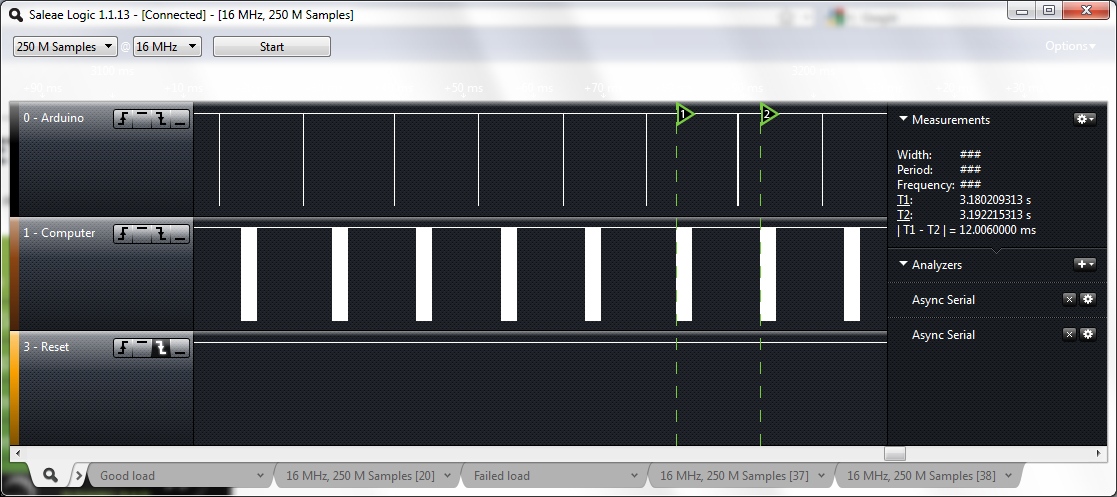 Saleae Logic 1.1.13 - [Connected] - [16 MHz, 250 M Samples]
250 M Samples @ 16 MHz Start Options
+50 ms +70 ms
0 - Arduino
1 2
Measurements
Width: ###
Period: ###
Frequency: ###
T1: 3.180209313 s
T2: 3.192215313 s
| T1 - T2 | = 12.0060000 ms
1 - Computer
Analyzers
Async Serial
Async Serial
3 - Reset
Good load 16 MHz, 250 M Samples [20] Failed load 16 MHz, 250 M Samples [37] 16 MHz, 250 M Samples [38]